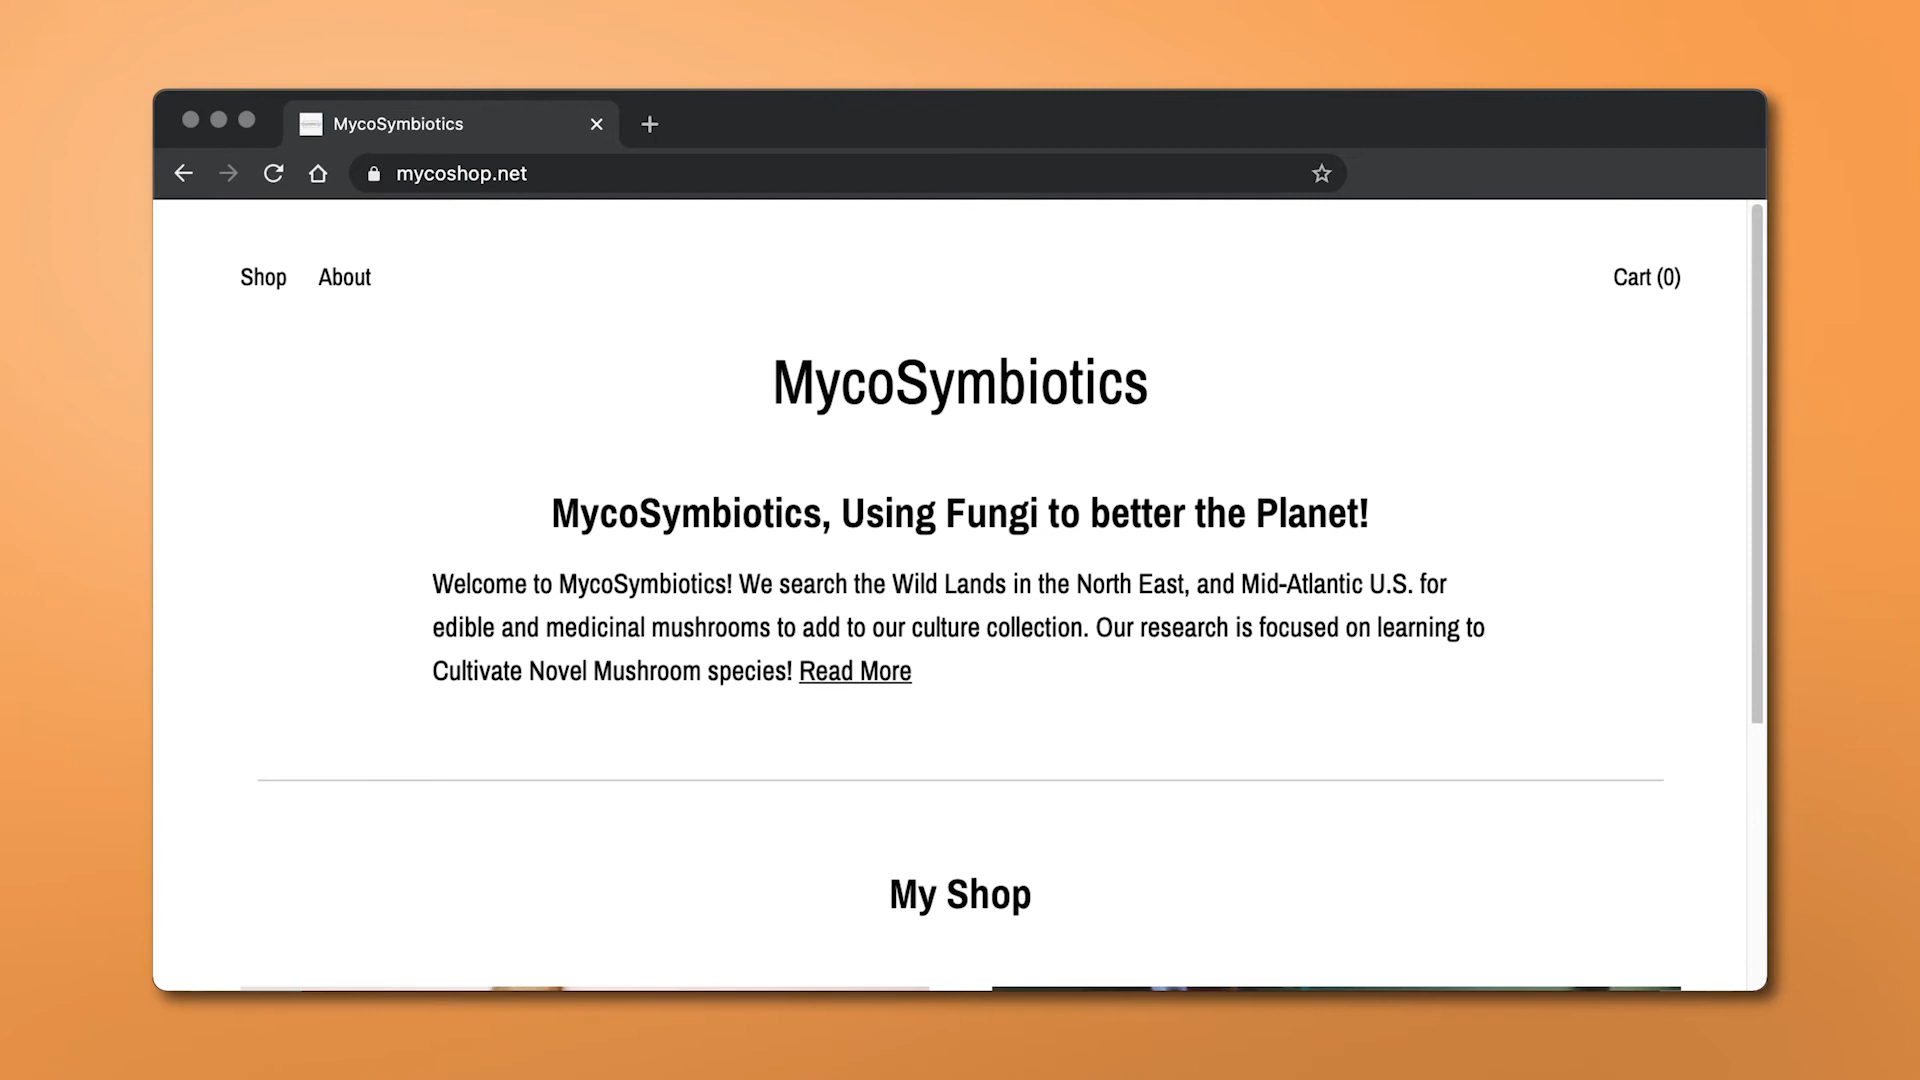 MycoSymbiotics
mycoshop.net
Shop About Cart (0)
MycoSymbiotics
MycoSymbiotics, Using Fungi to better the Planet!
Welcome to MycoSymbiotics! We search the Wild Lands in the North East, and Mid-Atlantic U.S. for
edible and medicinal mushrooms to add to our culture collection. Our research is focused on learning to
Cultivate Novel Mushroom species! Read More
My Shop